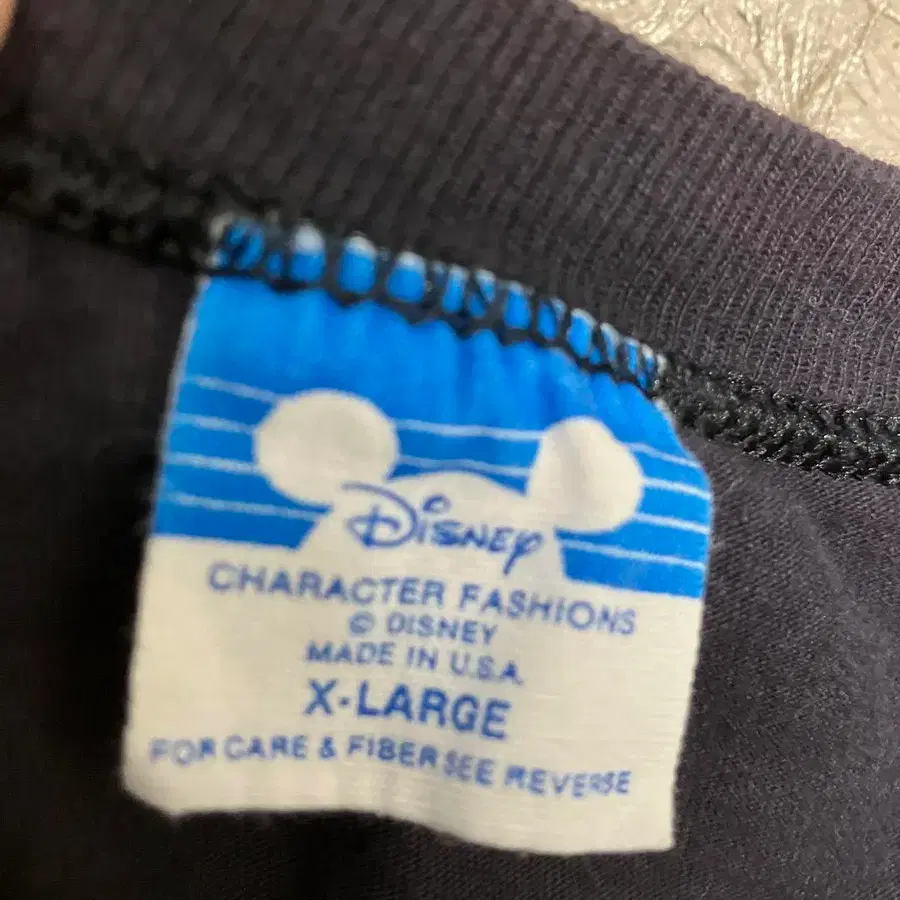 Disney
CHARACTER FASHIONS
© DISNEY
MADE IN U.S.A.
X-LARGE
FOR CARE & FIBER SEE REVERSE